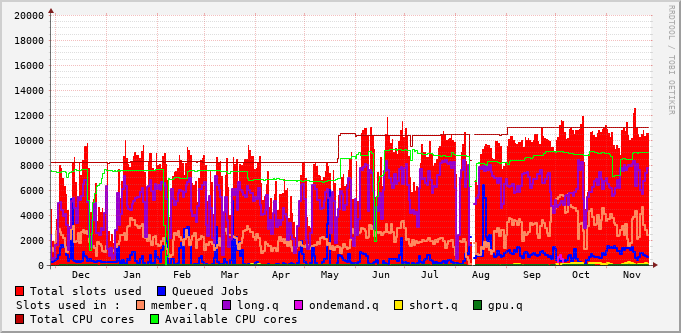 20000
18000
16000
14000
12000
10000
8000
6000
4000
2000
0
Dec Jan Feb Mar Apr May Jun Jul Aug Sep Oct Nov
RRDTOOL / TOBI OETIKER
Total slots used Queued Jobs
Slots used in : member.q long.q ondemand.q short.q gpu.q
Total CPU cores Available CPU cores